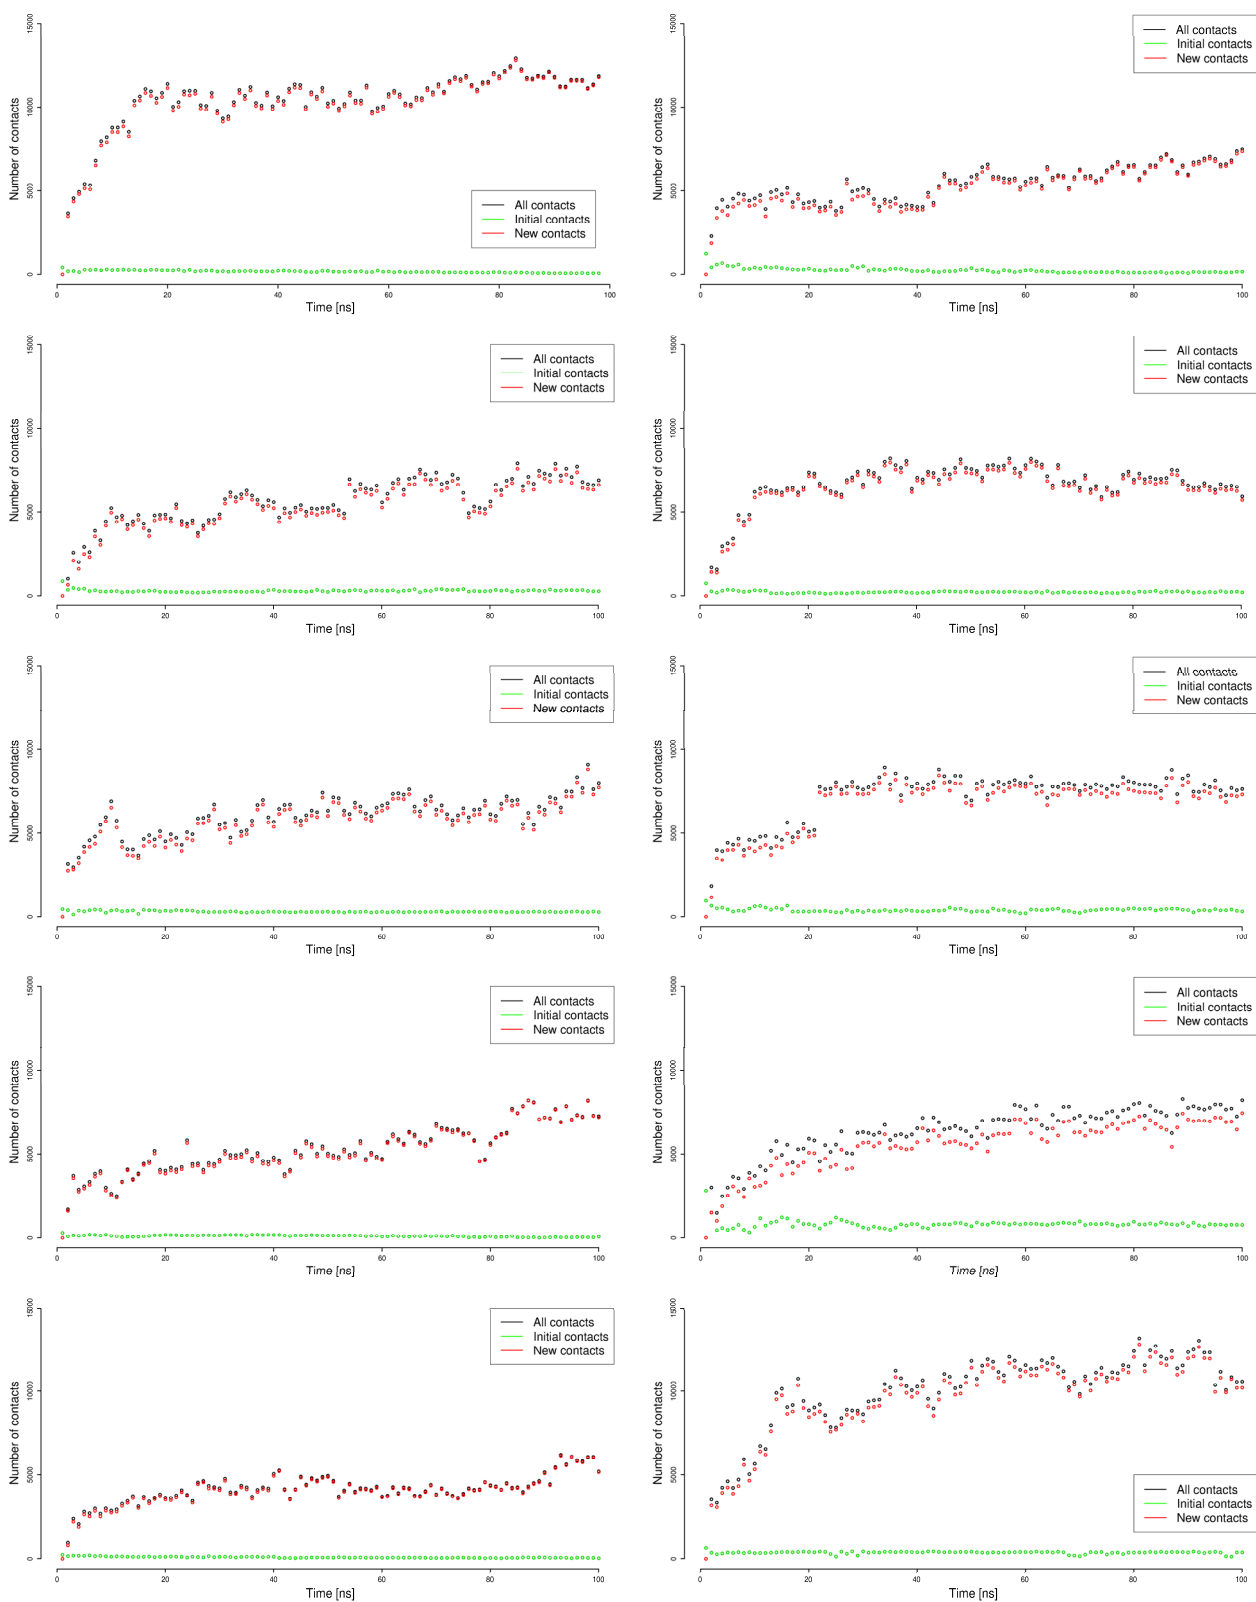 15000
10000
5000
0
Number of contacts
All contacts
Initial contacts
New contacts
0 20 40 60 80 100
Time [ns]
15000
10000
5000
0
Number of contacts
All contacts
Initial contacts
New contacts
0 20 40 60 80 100
Time [ns]
15000
10000
5000
0
Number of contacts
All contacts
Initial contacts
New contacts
0 20 40 60 80 100
Time [ns]
15000
10000
5000
0
Number of contacts
All contacts
Initial contacts
New contacts
0 20 40 60 80 100
Time [ns]
15000
10000
5000
0
Number of contacts
All contacts
Initial contacts
New contacts
0 20 40 60 80 100
Time [ns]
15000
10000
5000
0
Number of contacts
All contacts
Initial contacts
New contacts
0 20 40 60 80 100
Time [ns]
15000
10000
5000
0
Number of contacts
All contacts
Initial contacts
New contacts
0 20 40 60 80 100
Time [ns]
15000
10000
5000
0
Number of contacts
All contacts
Initial contacts
New contacts
0 20 40 60 80 100
Time [ns]
15000
10000
5000
0
Number of contacts
All contacts
Initial contacts
New contacts
0 20 40 60 80 100
Time [ns]
15000
10000
5000
0
Number of contacts
All contacts
Initial contacts
New contacts
0 20 40 60 80 100
Time [ns]